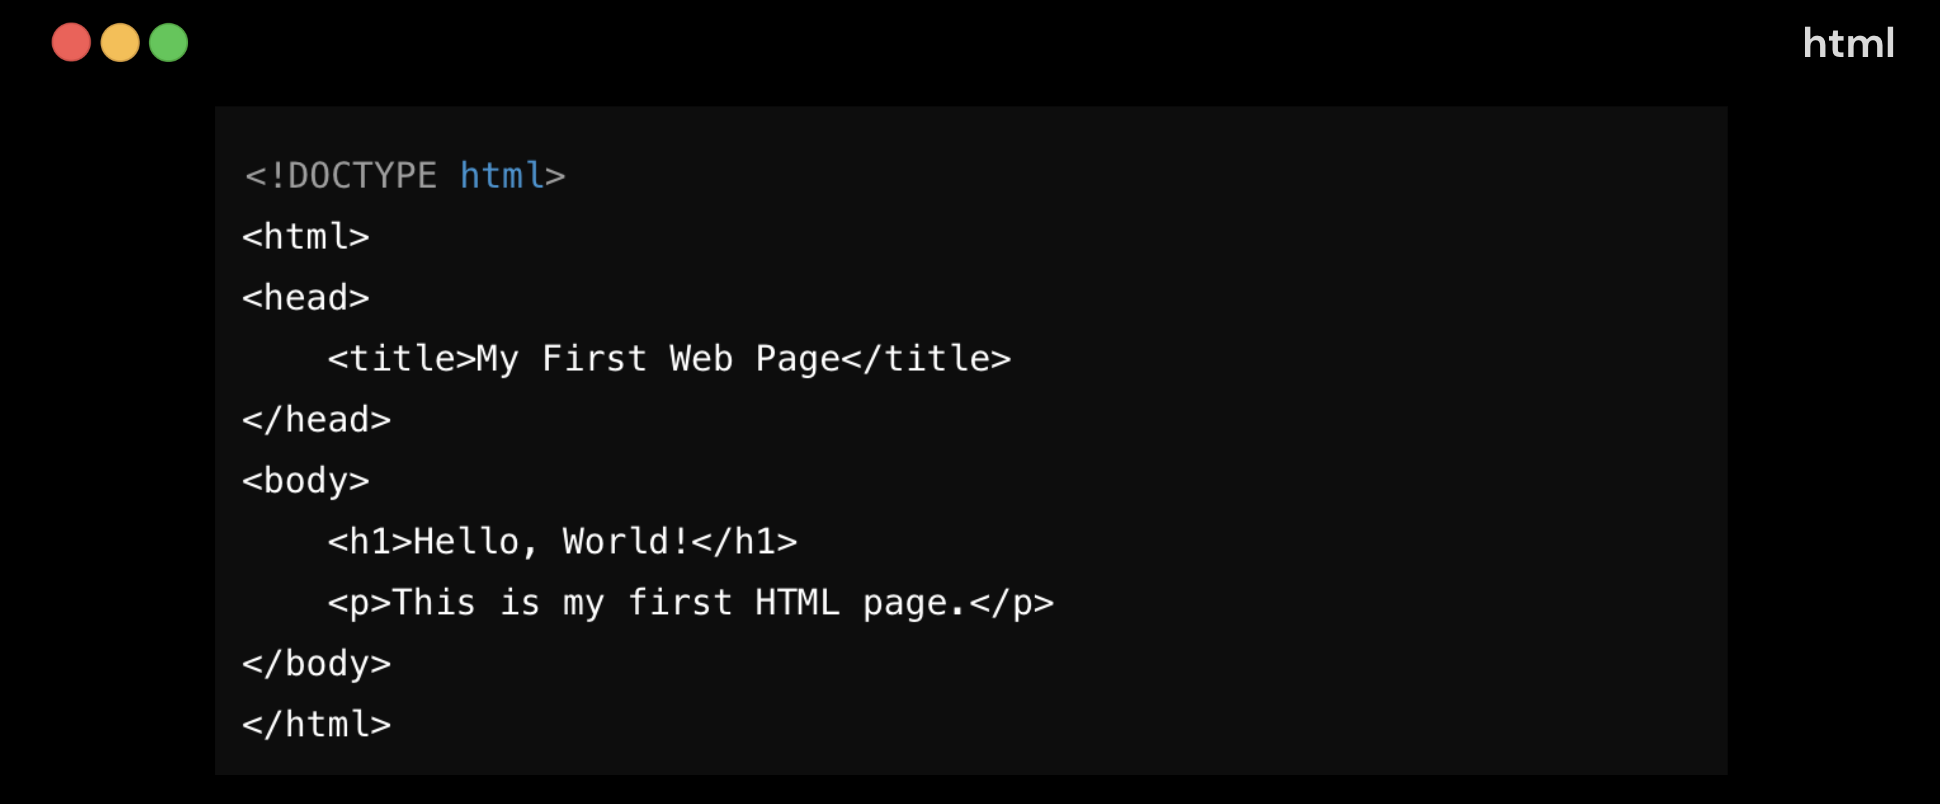 html
<!DOCTYPE html>
<html>
<head>
    <title>My First Web Page</title>
</head>
<body>
    <h1>Hello, World!</h1>
    <p>This is my first HTML page.</p>
</body>
</html>